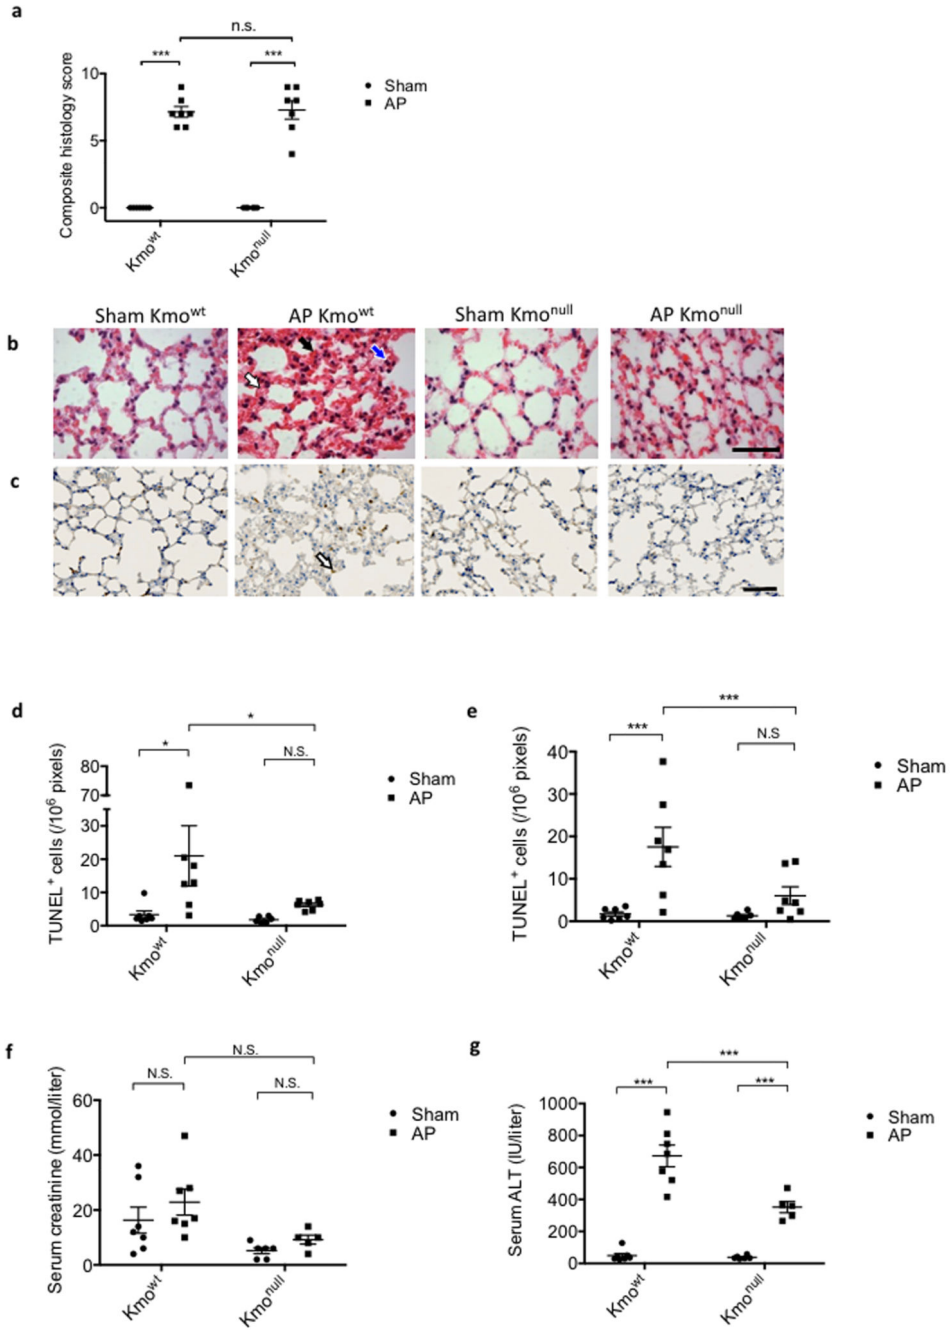 a
n.s.
*** ***
Composite histology score
10
5
0
Sham
AP
Kmo^wt
Kmo^null
Sham Kmo^wt AP Kmo^wt Sham Kmo^null AP Kmo^null
b
c
d
*
* N.S.
TUNEL^+ cells (/10^6 pixels)
80
70
30
20
10
0
Sham
AP
Kmo^wt
Kmo^null
e
***
*** N.S
TUNEL^+ cells (/10^6 pixels)
40
30
20
10
0
Sham
AP
Kmo^wt
Kmo^null
f
N.S.
N.S. N.S.
Serum creatinine (mmol/liter)
60
40
20
0
Sham
AP
Kmo^wt
Kmo^null
g
***
*** ***
Serum ALT (IU/liter)
1000
800
600
400
200
0
Sham
AP
Kmo^wt
Kmo^null